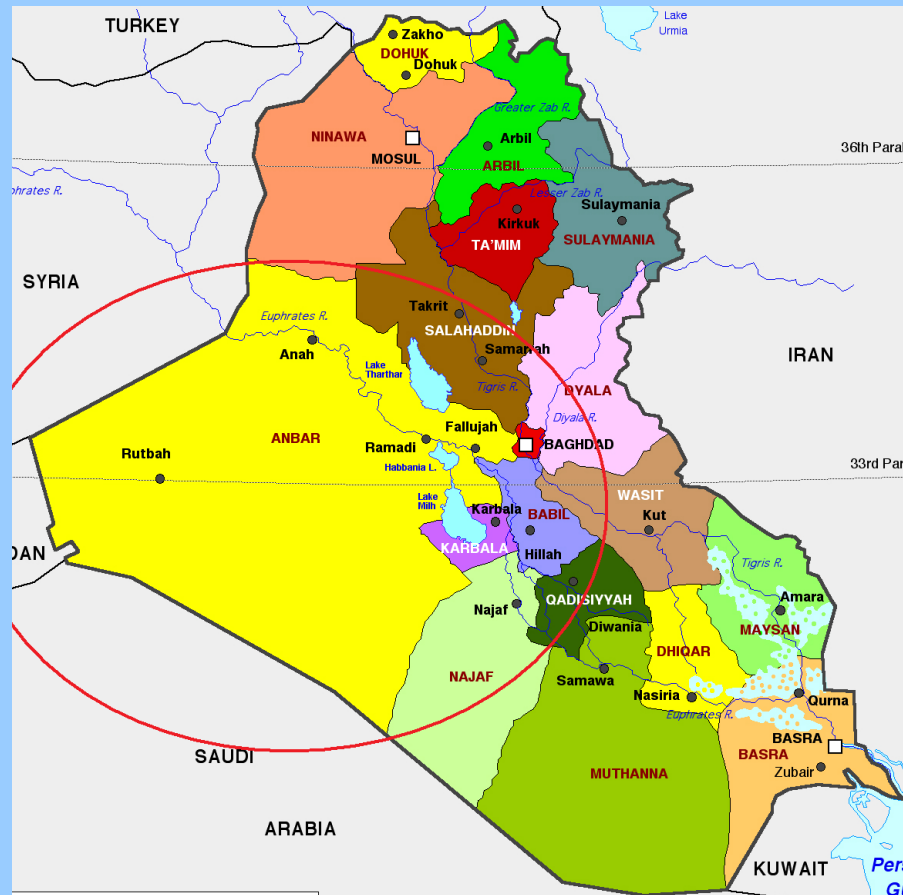 TURKEY
Lake
Urmia
Zakho
DOHUK
Dohuk
Greater Zab R.
NINAWA
MOSUL
Arbil
ARBIL
36th Paral
phrates R.
Lesser Zab R.
Sulaymania
Kirkuk
TA'MIM
SULAYMANIA
SYRIA
Takrit
Euphrates R.
SALAHADDIN
Anah
Samarrah
IRAN
Lake
Tharthar
Tigris R.
DYALA
Diyala R.
Fallujah
ANBAR
Ramadi
BAGHDAD
Rutbah
Habbania L.
33rd Para
WASIT
Lake
Milh
Karbala
BABIL
Kut
DAN
KARBALA
Hillah
Tigris R.
QADISIYYAH
Najaf
Amara
Diwania
MAYSAN
DHIQAR
NAJAF
Samawa
Nasiria
Qurna
Euphrates R.
SAUDI
BASRA
BASRA
Zubair
MUTHANNA
ARABIA
KUWAIT
Pers
Gu